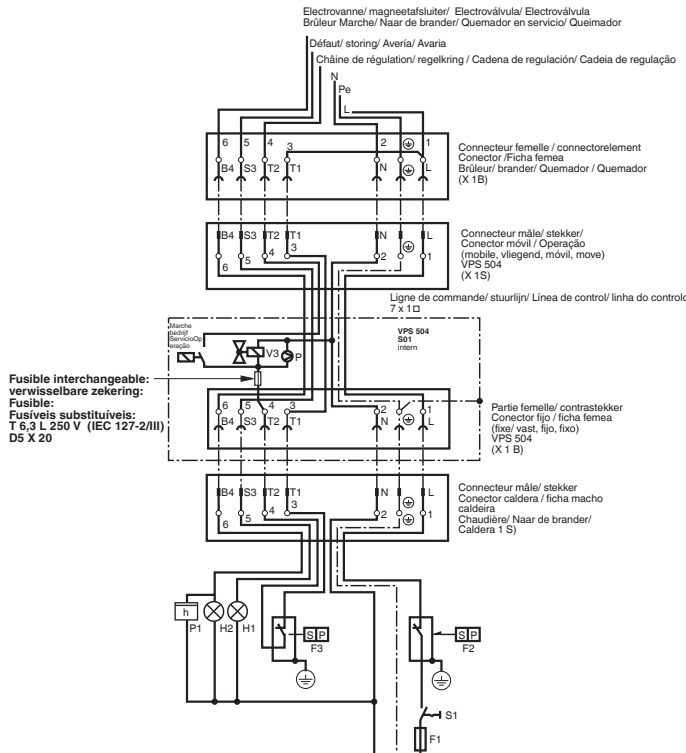 Electrovanne/ magneetafsluiter/ Electroválvula/ Electroválvula
Brûleur Marche/ Naar de brander/ Quemador en servicio/ Queimador
Défaut/ storing/ Avería/ Avaria
Chaîne de régulation/ regelkring / Cadena de regulación/ Cadeia de regulação
N
Pe
L
6 5 4 3 2 1
B4 S3 T2 T1 N L
Connecteur femelle / connectorelement
Conector /Ficha femea
Brûleur/ brander/ Quemador / Quemador
(X 1B)
B4 S3 T2 T1 N L
6 5 4 3 2 1
Connecteur mâle/ stekker/
Conector móvil / Operação
(mobile, vliegend, móvil, move)
VPS 504
(X 1S)
Ligne de commande/ stuurlijn/ Línea de control/ linha do controlo
7 x 1
Marche
bedrijf
ServicioOp
eração
V3
P
VPS 504
S01
intern
Fusible interchangeable:
verwisselbare zekering:
Fusible:
Fusíveis substituíveis:
T 6,3 L 250 V (IEC 127-2/III)
D5 X 20
6 5 4 3 2 1
B4 S3 T2 T1 N L
Partie femelle/ contrastekker
Conector fijo / ficha femea
(fixe/ vast, fijo, fixo)
VPS 504
(X 1 B)
B4 S3 T2 T1 N L
6 5 4 3 2 1
Connecteur mâle/ stekker
Conector caldera / ficha macho
caldeira
Chaudière/ Naar de brander/
Caldera 1 S)
h
P1 H2 H1
S P
F3
S P
F2
S1
F1